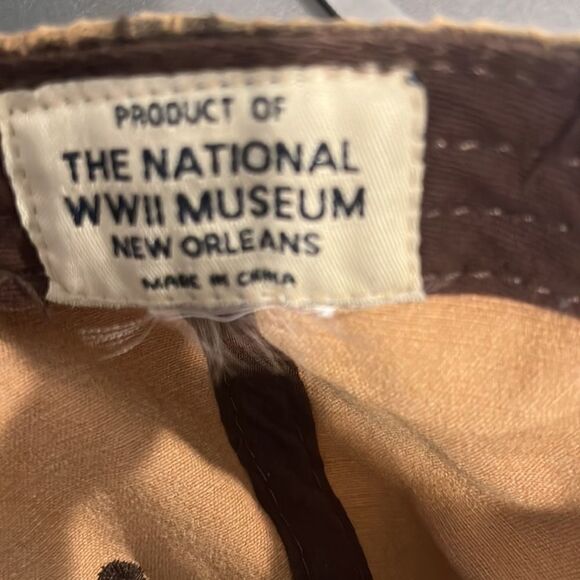 PRODUCT OF
THE NATIONAL
WWII MUSEUM
NEW ORLEANS
MADE IN CHINA